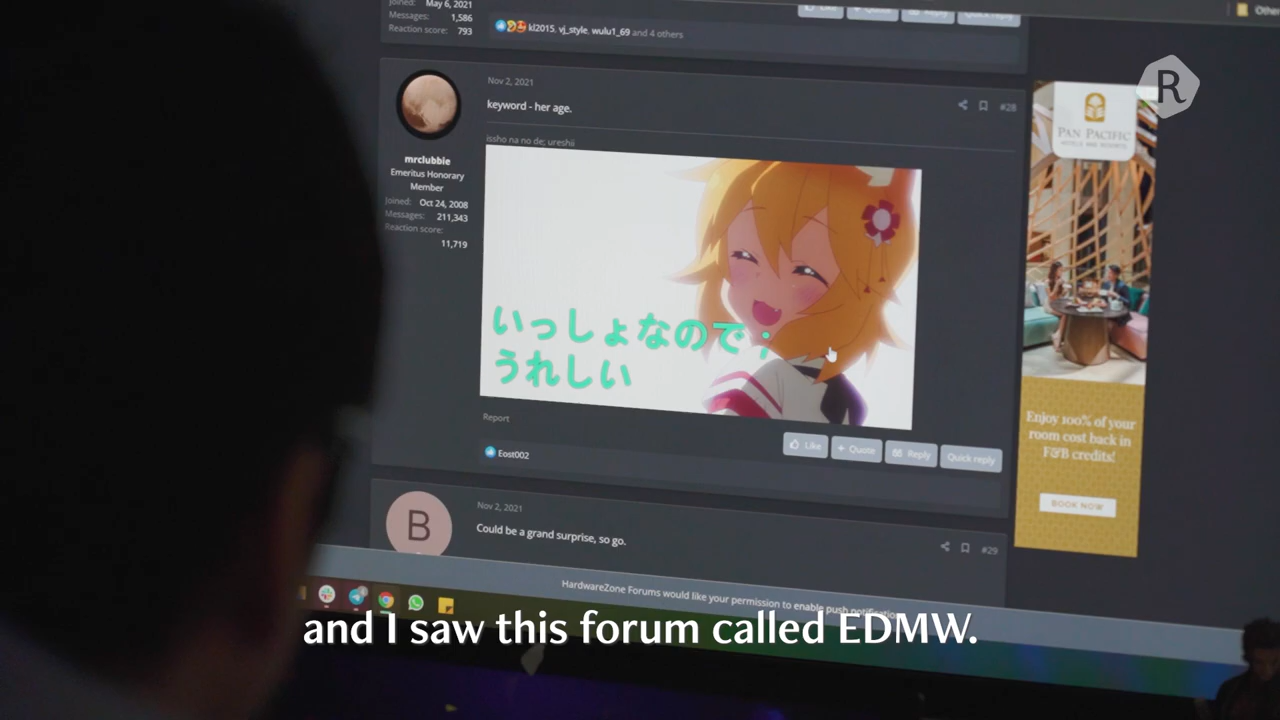 Joined: May 6, 2021
Messages: 1,586
Reaction score: 793
Like
Quote
Reply
Quick reply
kl2015, vj_style, wulu1_69 and 4 others
R
Nov 2, 2021
keyword - her age.
#28
issho na no de; ureshii
mrclubbie
Emeritus Honorary
Member
Joined: Oct 24, 2008
Messages: 211,343
Reaction score:
11,719
いっしょなので;
うれしい
Report
Like
+ Quote
Reply
Quick reply
Eost002
PAN PACIFIC
HOTELS AND RESORTS
Enjoy 100% of your
room cost back in
F&B credits!
BOOK NOW
B
Nov 2, 2021
Could be a grand surprise, so go.
#29
HardwareZone Forums would like your permission to enable push
and I saw this forum called EDMW.